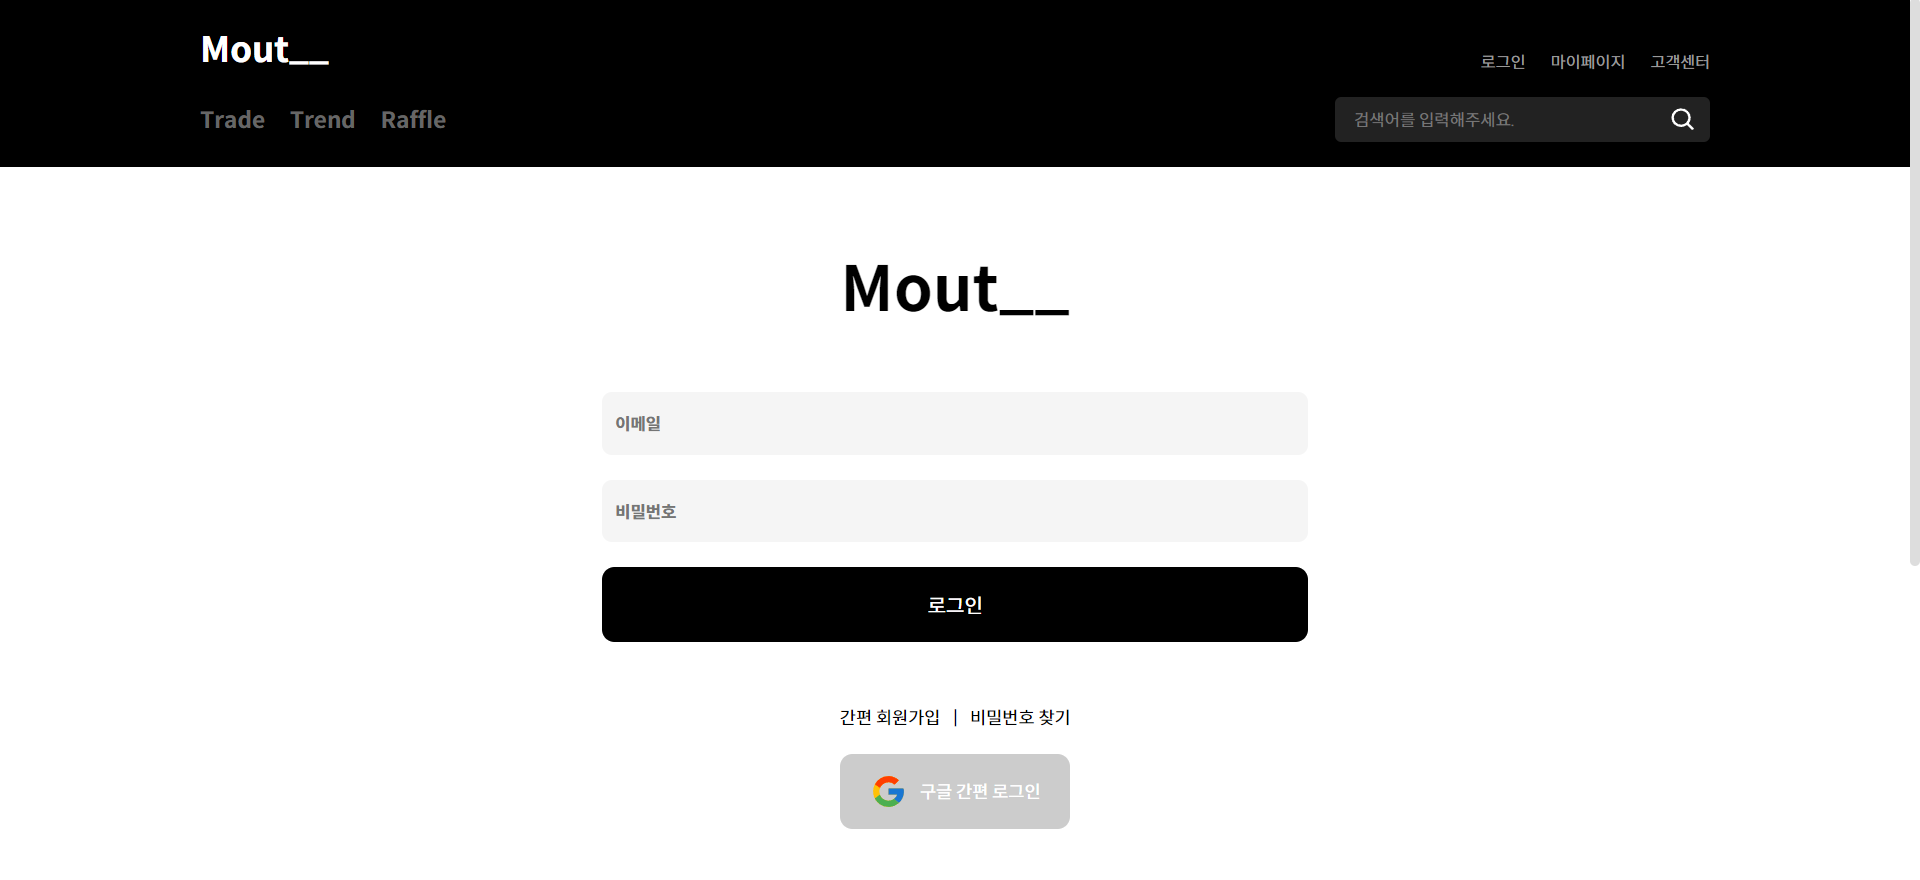 Mout__
로그인 마이페이지 고객센터
Trade Trend Raffle
검색어를 입력해주세요.
Mout__
이메일
비밀번호
로그인
간편 회원가입 | 비밀번호 찾기
구글 간편 로그인